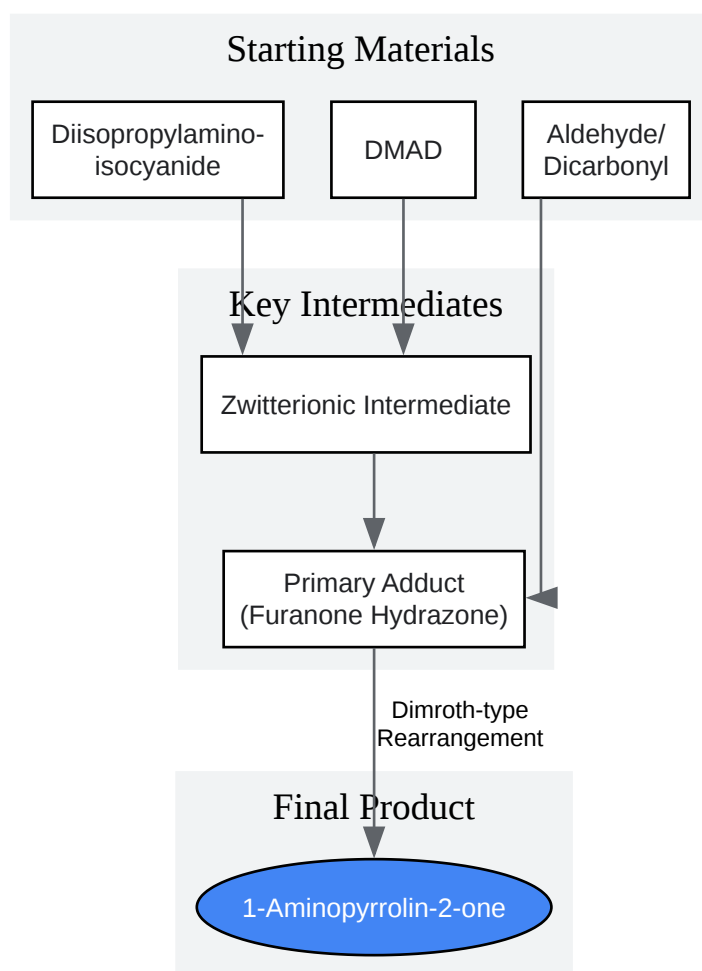 Starting Materials
Diisopropylamino-
isocyanide
DMAD
Aldehyde/
Dicarbonyl
Key Intermediates
Zwitterionic Intermediate
Primary Adduct
(Furanone Hydrazone)
Dimroth-type
Rearrangement
Final Product
1-Aminopyrrolin-2-one